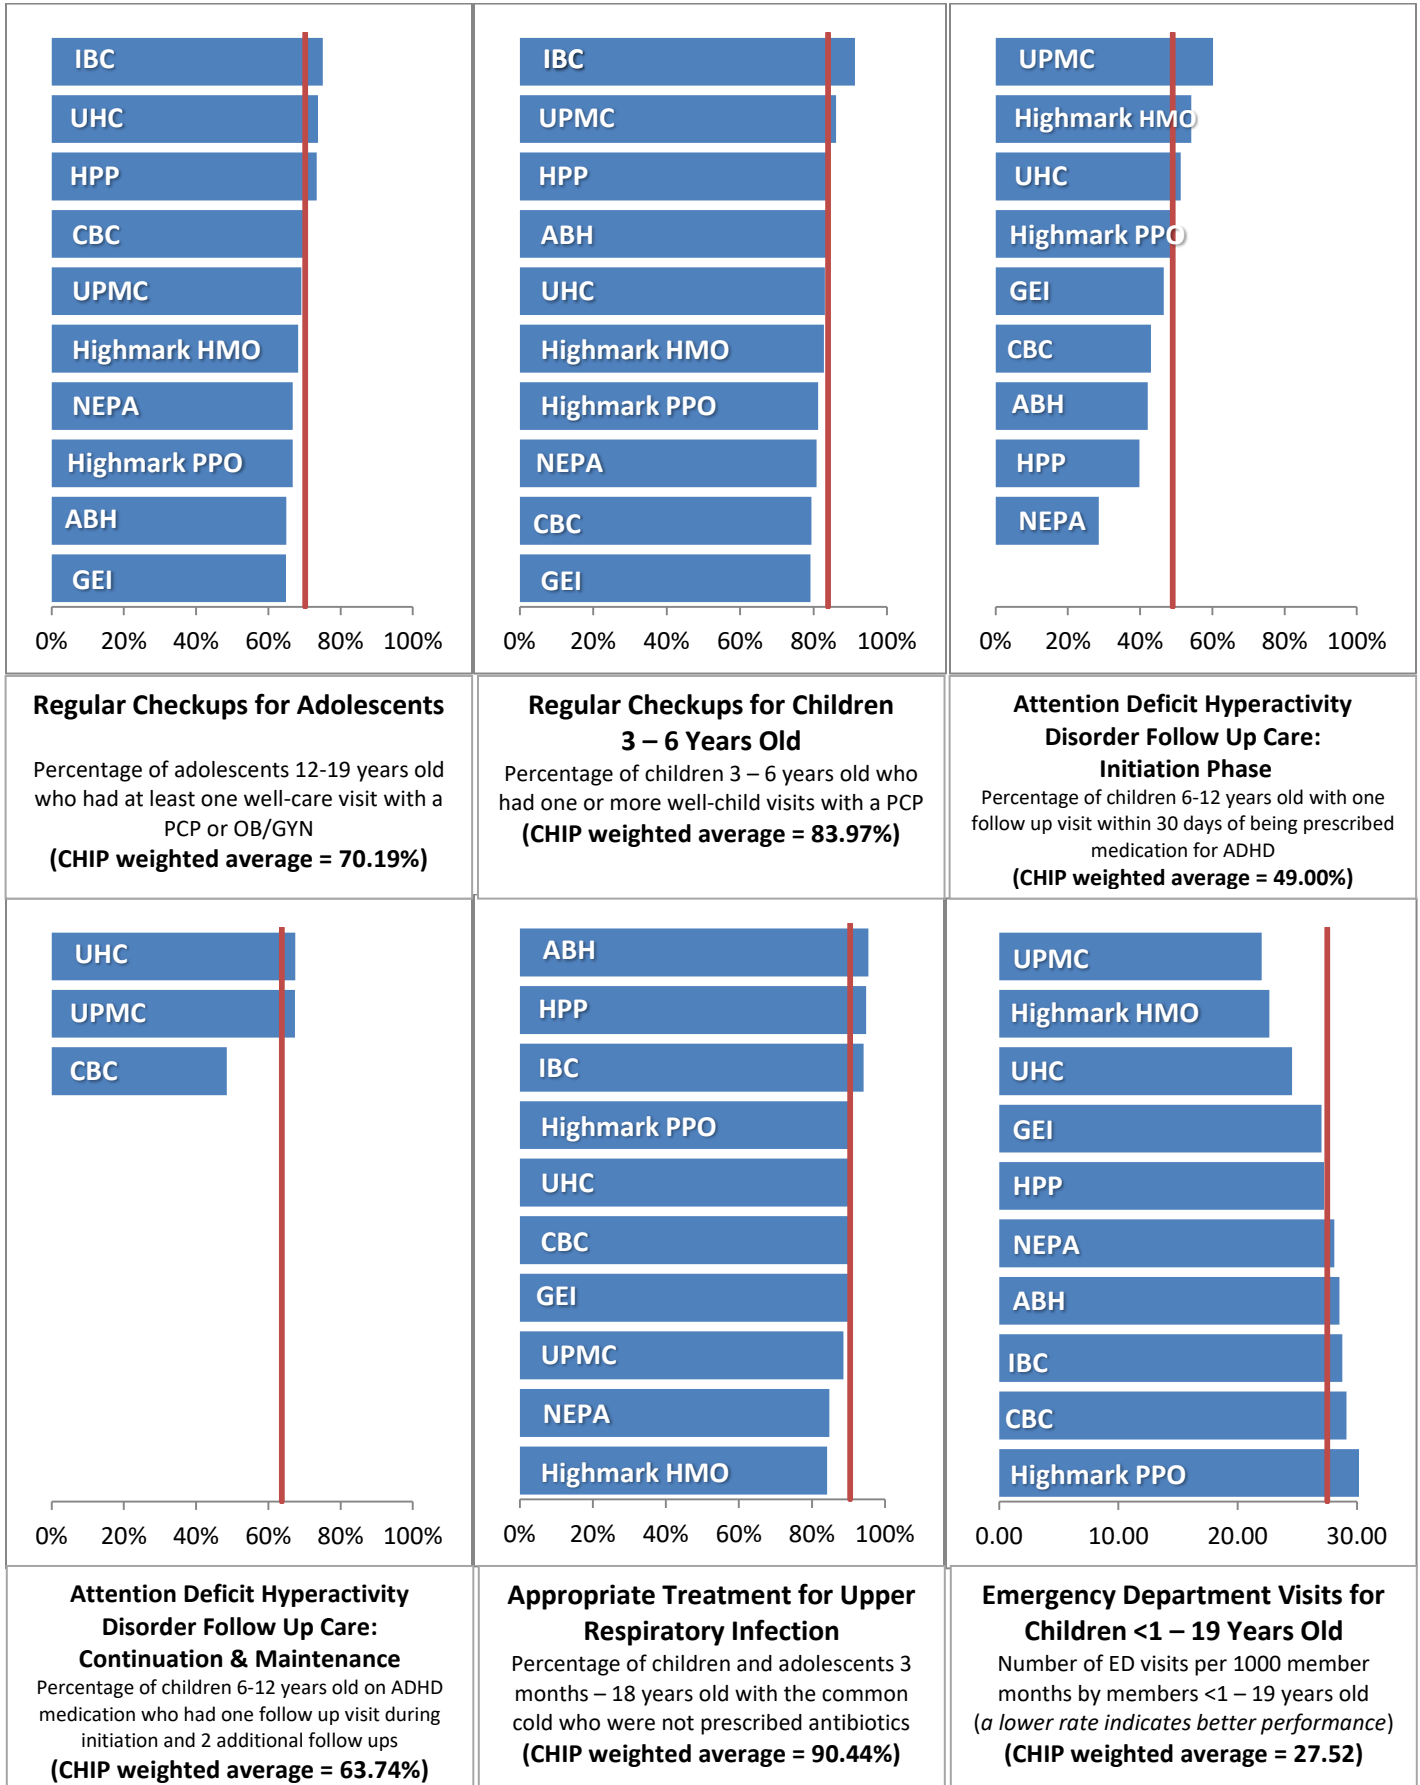 IBC
UHC
HPP
CBC
UPMC
Highmark HMO
NEPA
Highmark PPO
ABH
GEI
0% 20% 40% 60% 80% 100%
Regular Checkups for Adolescents
Percentage of adolescents 12-19 years old
who had at least one well-care visit with a
PCP or OB/GYN
(CHIP weighted average = 70.19%)
IBC
UPMC
HPP
ABH
UHC
Highmark HMO
Highmark PPO
NEPA
CBC
GEI
0% 20% 40% 60% 80% 100%
Regular Checkups for Children
3 – 6 Years Old
Percentage of children 3 – 6 years old who
had one or more well-child visits with a PCP
(CHIP weighted average = 83.97%)
UPMC
Highmark HMO
UHC
Highmark PPO
GEI
CBC
ABH
HPP
NEPA
0% 20% 40% 60% 80% 100%
Attention Deficit Hyperactivity
Disorder Follow Up Care:
Initiation Phase
Percentage of children 6-12 years old with one
follow up visit within 30 days of being prescribed
medication for ADHD
(CHIP weighted average = 49.00%)
UHC
UPMC
CBC
0% 20% 40% 60% 80% 100%
Attention Deficit Hyperactivity
Disorder Follow Up Care:
Continuation & Maintenance
Percentage of children 6-12 years old on ADHD
medication who had one follow up visit during
initiation and 2 additional follow ups
(CHIP weighted average = 63.74%)
ABH
HPP
IBC
Highmark PPO
UHC
CBC
GEI
UPMC
NEPA
Highmark HMO
0% 20% 40% 60% 80% 100%
Appropriate Treatment for Upper
Respiratory Infection
Percentage of children and adolescents 3
months – 18 years old with the common
cold who were not prescribed antibiotics
(CHIP weighted average = 90.44%)
UPMC
Highmark HMO
UHC
GEI
HPP
NEPA
ABH
IBC
CBC
Highmark PPO
0.00 10.00 20.00 30.00
Emergency Department Visits for
Children <1 – 19 Years Old
Number of ED visits per 1000 member
months by members <1 – 19 years old
(a lower rate indicates better performance)
(CHIP weighted average = 27.52)